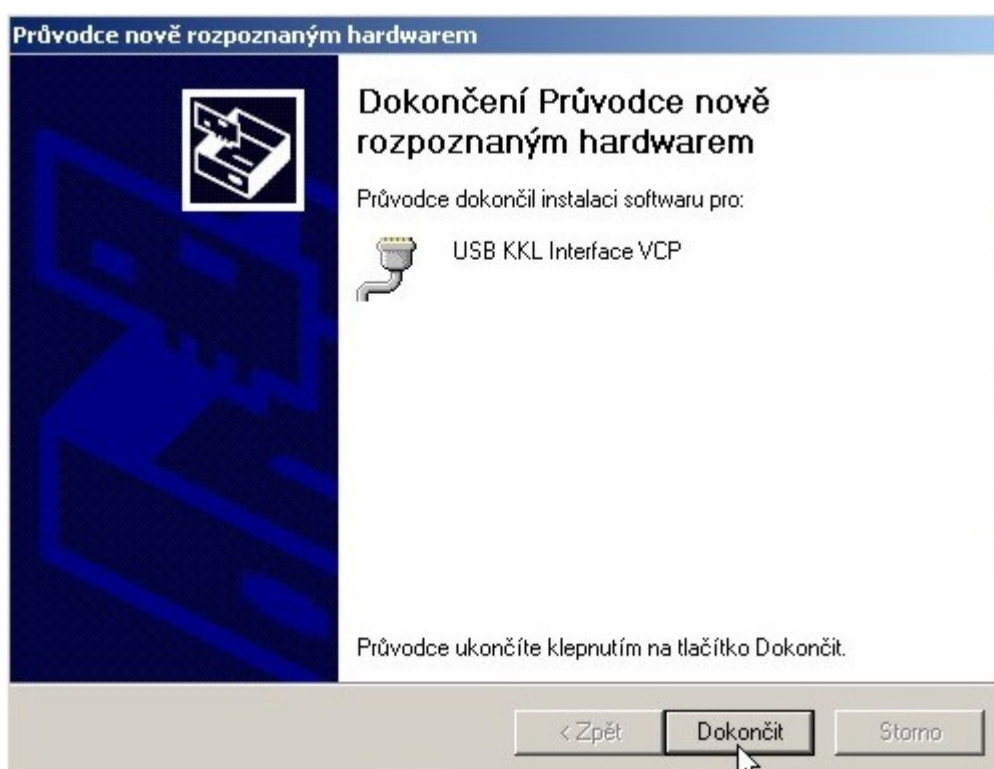 Průvodce nově rozpoznaným hardwarem
Dokončení Průvodce nově
rozpoznaným hardwarem
Průvodce dokončil instalaci softwaru pro:
USB KKL Interface VCP
Průvodce ukončíte klepnutím na tlačítko Dokončit.
< Zpět
Dokončit
Storno